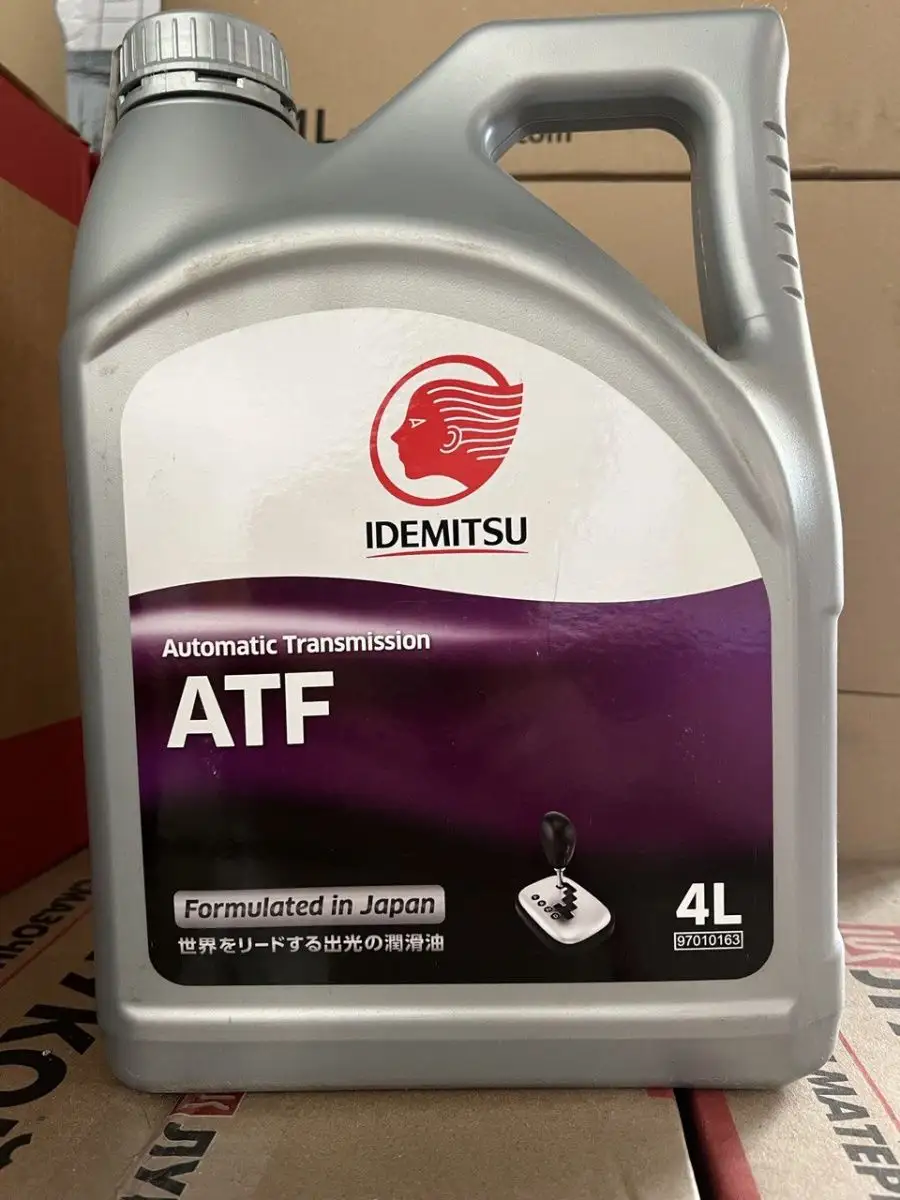 IDEMITSU
Automatic Transmission
ATF
Formulated in Japan
世界をリードする出光の潤滑油
4L
97010163